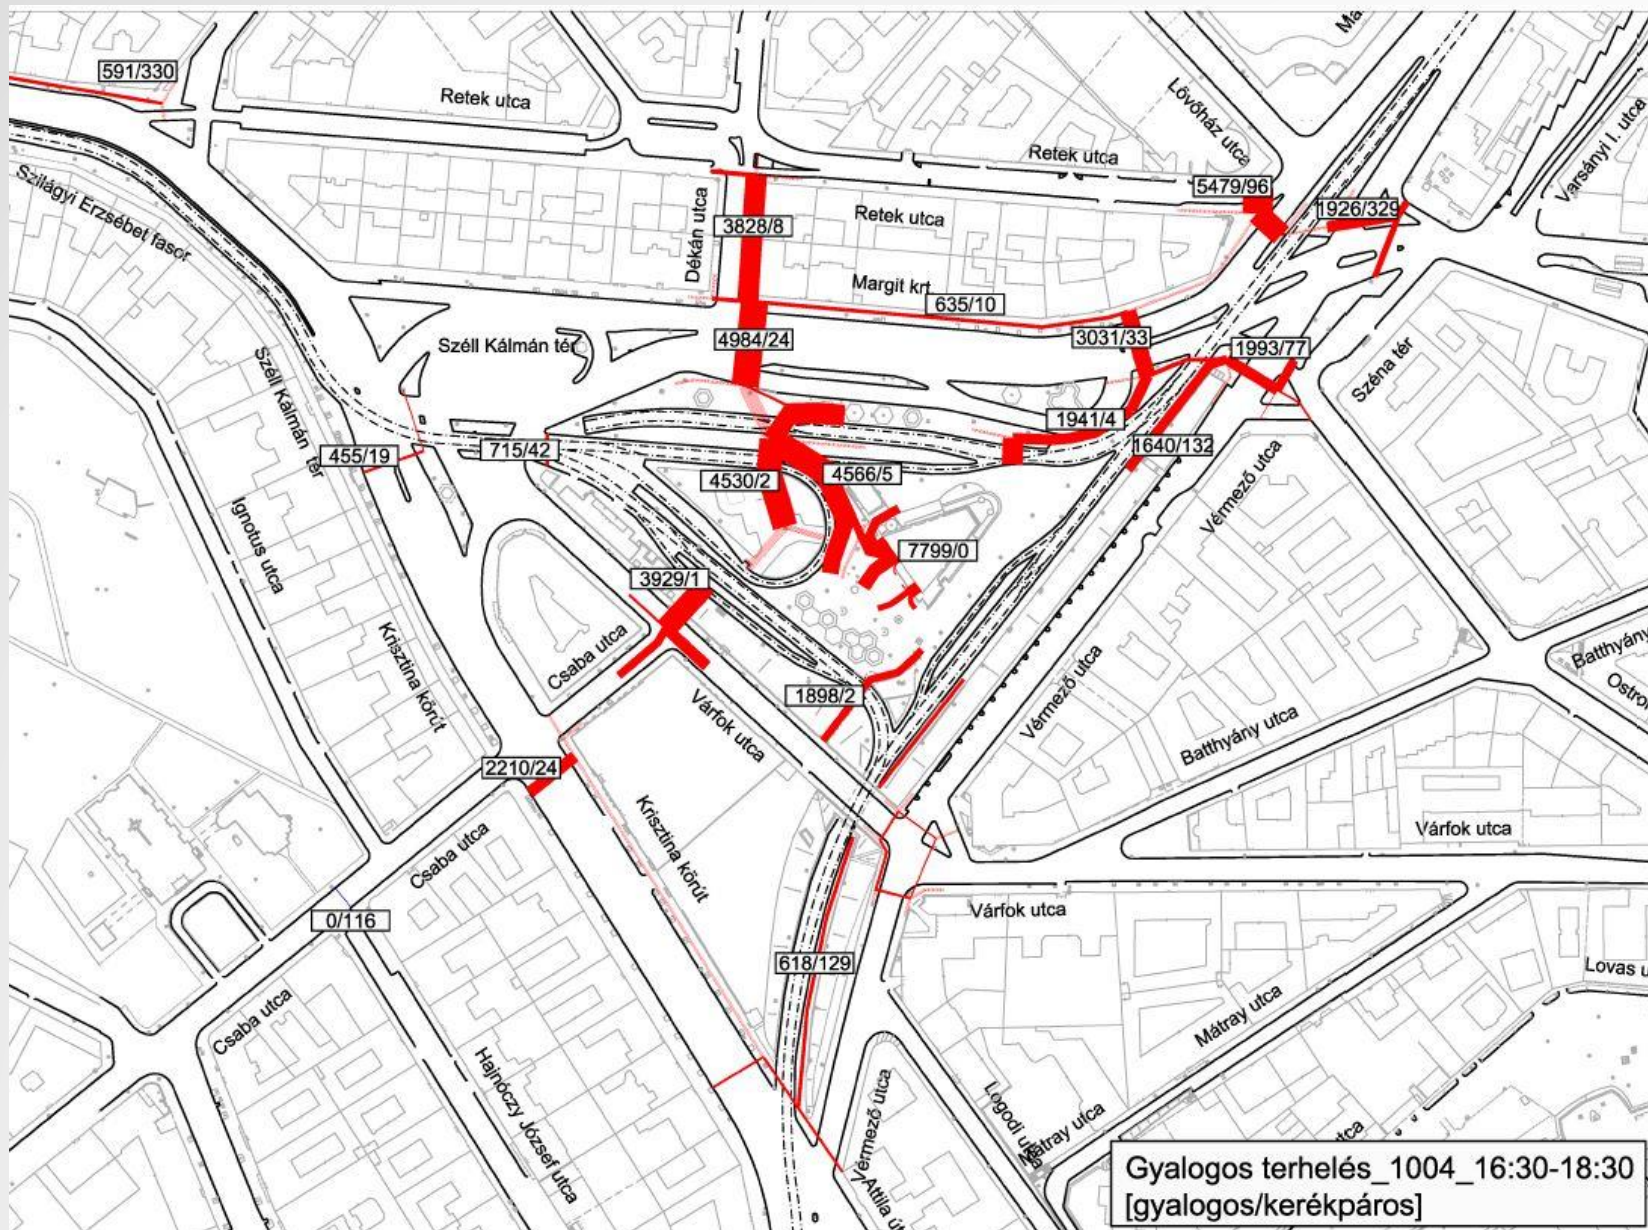 591/330
Retek utca
Lövőház utca
Varsányi I. utca
Szilágyi Erzsébet fasor
Retek utca
5479/96
1926/329
Dékán utca
3828/8
Retek utca
Margit krt.
635/10
Széll Kálmán tér
4984/24
3031/33
1993/77
Széna tér
Széll Kálmán tér
455/19
715/42
1941/4
1640/132
4530/2
4566/5
Vérmező utca
Ignotus utca
7799/0
3929/1
Csaba utca
Krisztina körút
1898/2
Várfok utca
Vérmező utca
Batthyány utca
Batthyány
2210/24
Krisztina körút
Csaba utca
Várfok utca
0/116
Várfok utca
618/129
Lovas u
Csaba utca
Mátray utca
Hajnóczy József utca
Vérmező utca
Logodi
Mátray utca
Attila út
Gyalogos terhelés_1004_16:30-18:30
[gyalogos/kerékpáros]